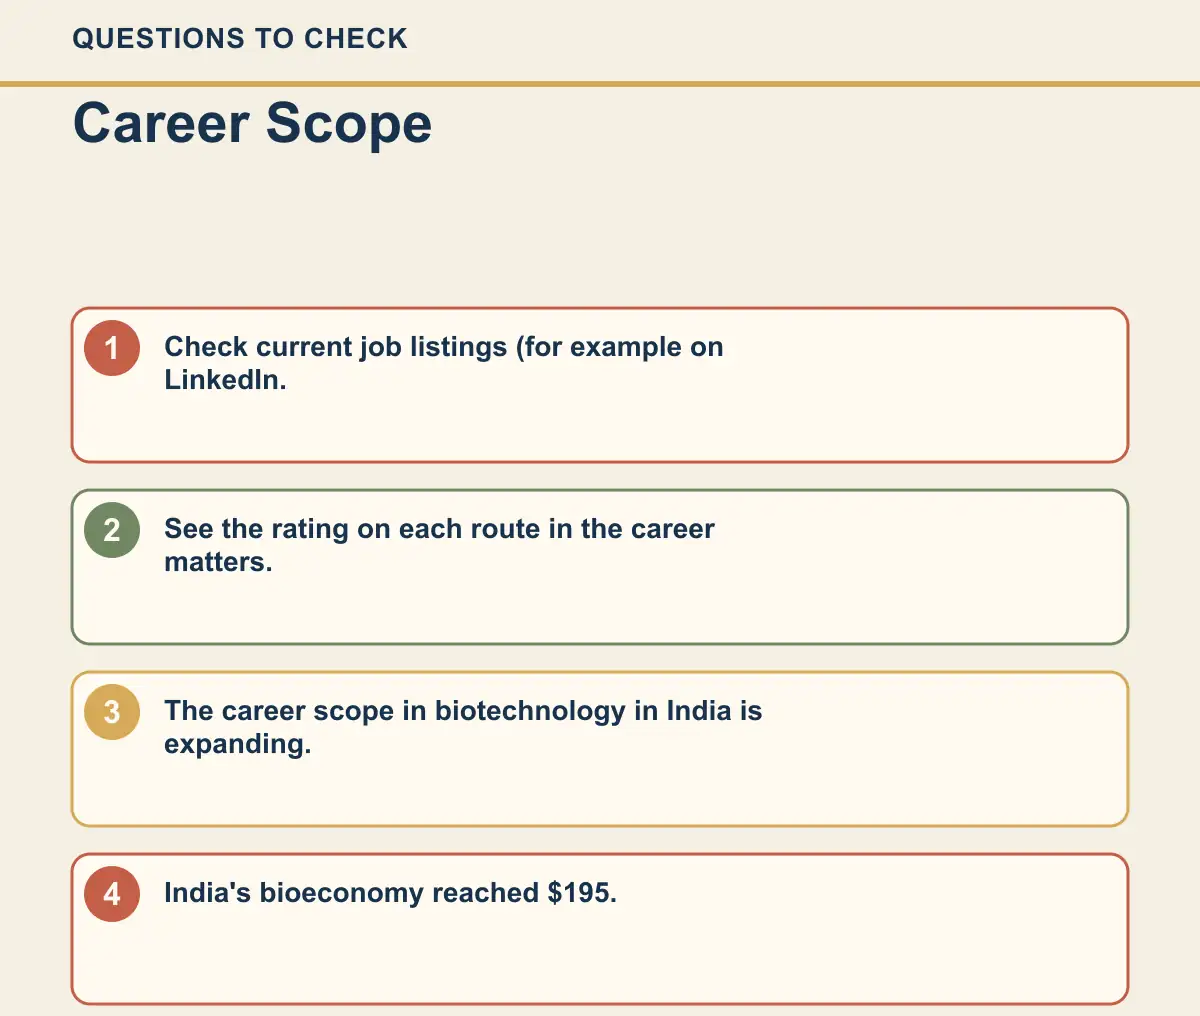 QUESTIONS TO CHECK
Career Scope
1
Check current job listings (for example on
LinkedIn.
2
See the rating on each route in the career
matters.
3
The career scope in biotechnology in India is
expanding.
4
India's bioeconomy reached $195.